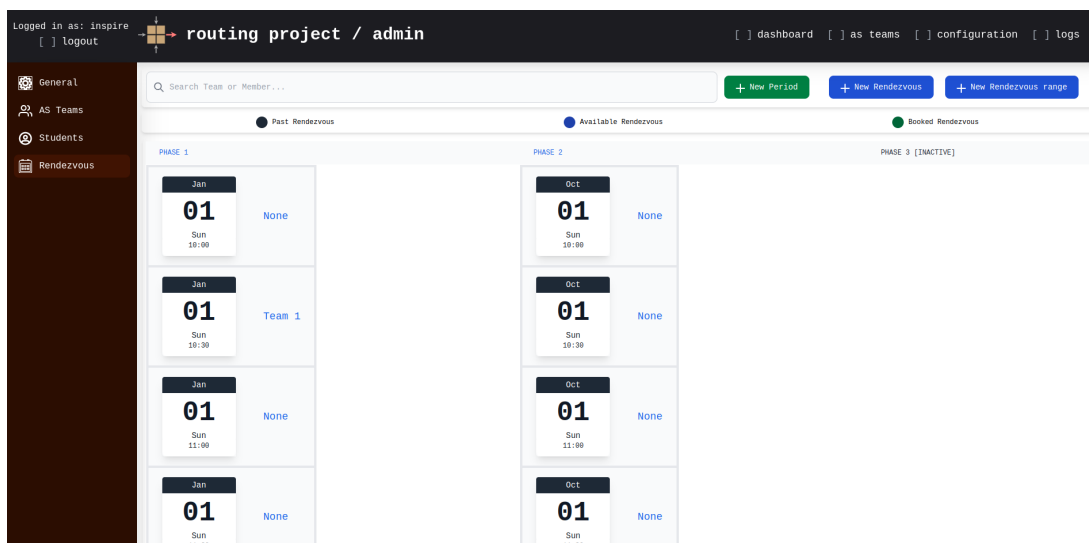 Logged in as: inspire
[ ] logout
routing project / admin
[ ] dashboard [ ] as teams [ ] configuration [ ] logs
General
AS Teams
Students
Rendezvous
Search Team or Member...
+ New Period
+ New Rendezvous
+ New Rendezvous range
Past Rendezvous
Available Rendezvous
Booked Rendezvous
PHASE 1
PHASE 2
PHASE 3 [INACTIVE]
Jan
01
Sun
10:00
None
Oct
01
Sun
10:00
None
Jan
01
Sun
10:30
Team 1
Oct
01
Sun
10:30
None
Jan
01
Sun
11:00
None
Oct
01
Sun
11:00
None
Jan
01
Sun
None
Oct
01
Sun
None